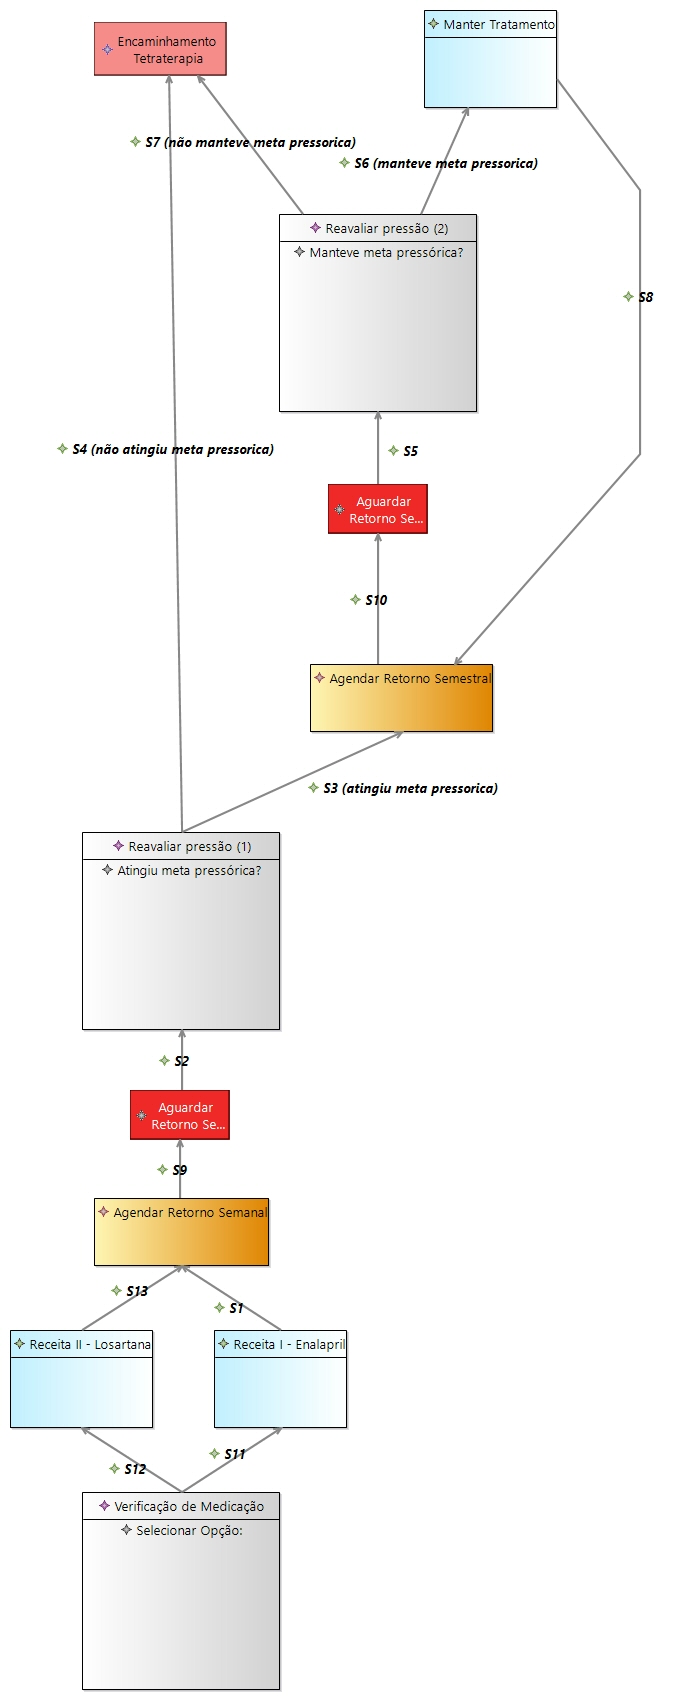 Encaminhamento
Tetraterapia
Manter Tratamento
S7 (não manteve meta pressorica)
S6 (manteve meta pressorica)
Reavaliar pressão (2)
Manteve meta pressórica?
S8
S4 (não atingiu meta pressorica)
S5
Aguardar
Retorno Se...
S10
Agendar Retorno Semestral
S3 (atingiu meta pressorica)
Reavaliar pressão (1)
Atingiu meta pressórica?
S2
Aguardar
Retorno Se...
S9
Agendar Retorno Semanal
S13
S1
Receita II - Losartana
Receita I - Enalapril
S11
S12
Verificação de Medicação
Selecionar Opção: